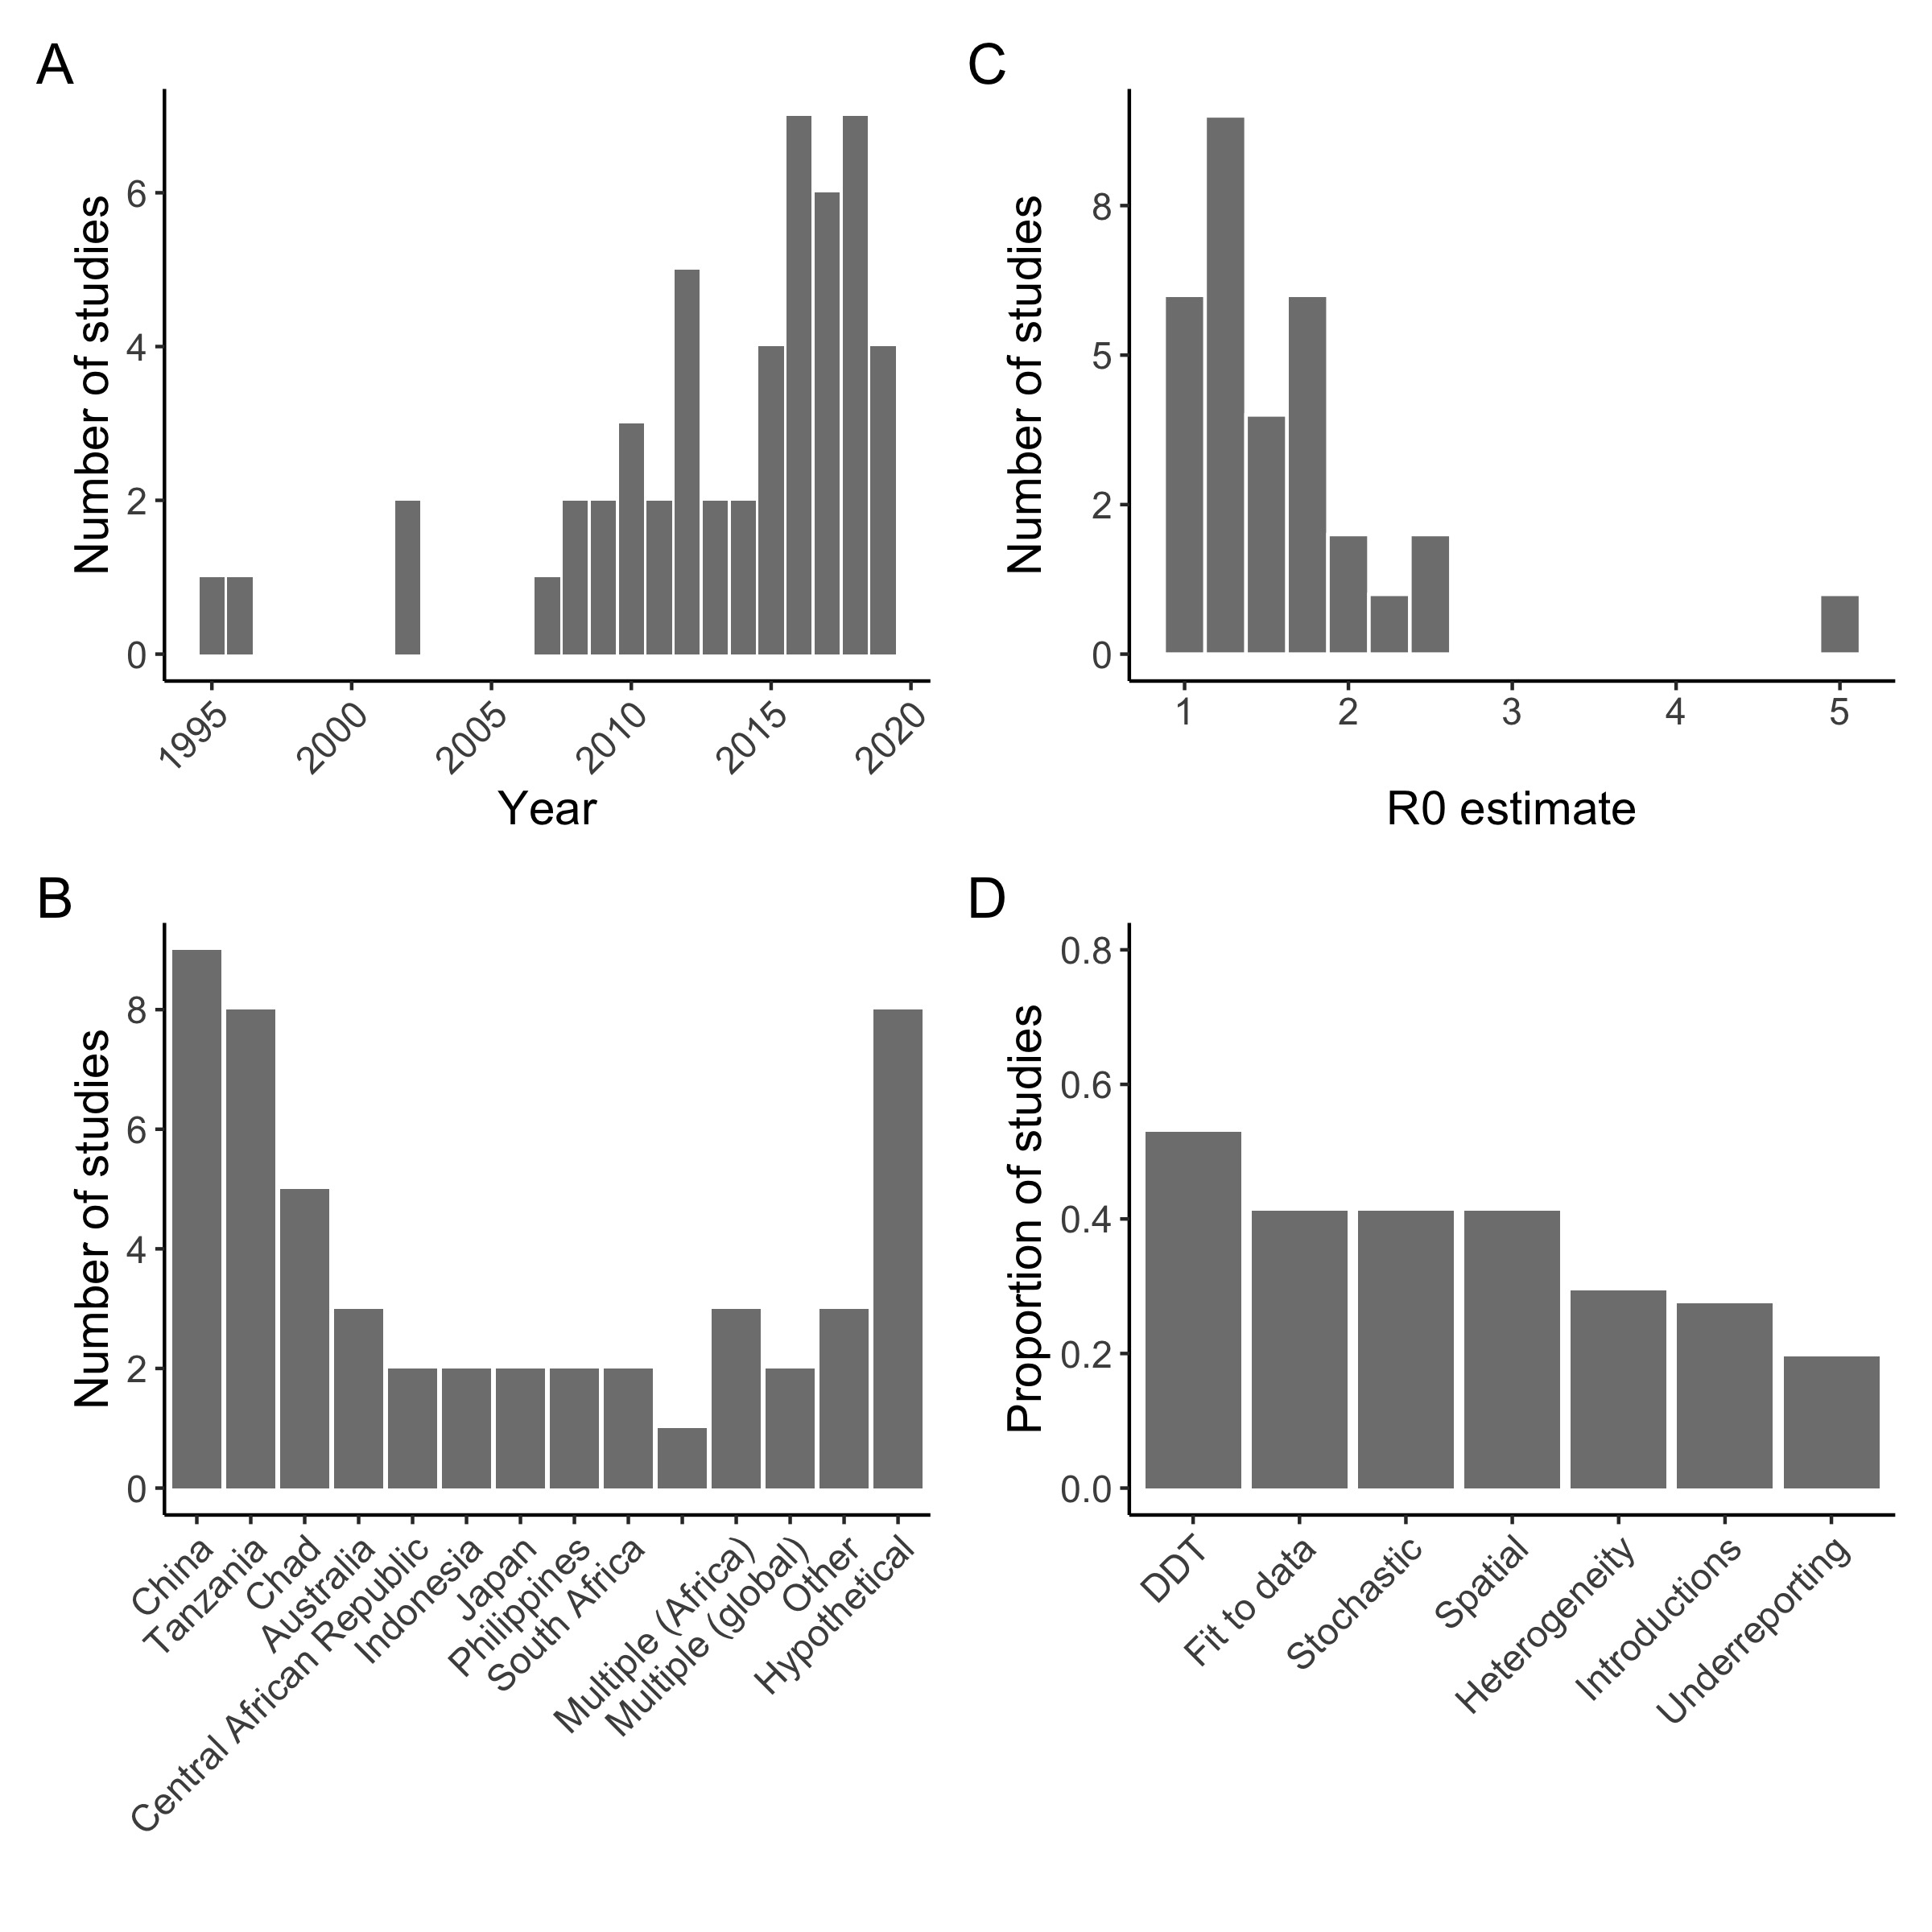 A
Number of studies
6
4
2
0
1995
2000
2005
2010
2015
2020
Year
C
Number of studies
8
5
2
0
1
2
3
4
5
R0 estimate
B
Number of studies
8
6
4
2
0
China
Tanzania
Chad
Australia
Central African Republic
Indonesia
Japan
Philippines
South Africa
Multiple (Africa)
Multiple (global)
Other
Hypothetical
D
Proportion of studies
0.8
0.6
0.4
0.2
0.0
DDT
Fit to data
Stochastic
Spatial
Heterogeneity
Introductions
Underreporting